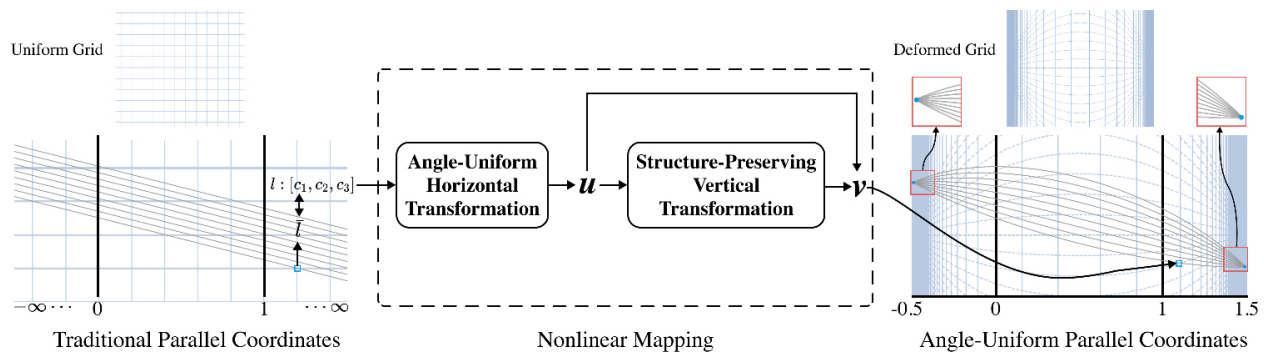 Uniform Grid
l : [c₁, c₂, c₃]
l̄
−∞ ··· 0 1 ··· ∞
Traditional Parallel Coordinates
Angle-Uniform
Horizontal
Transformation
u
Structure-Preserving
Vertical
Transformation
v
Nonlinear Mapping
Deformed Grid
-0.5 0 1 1.5
Angle-Uniform Parallel Coordinates